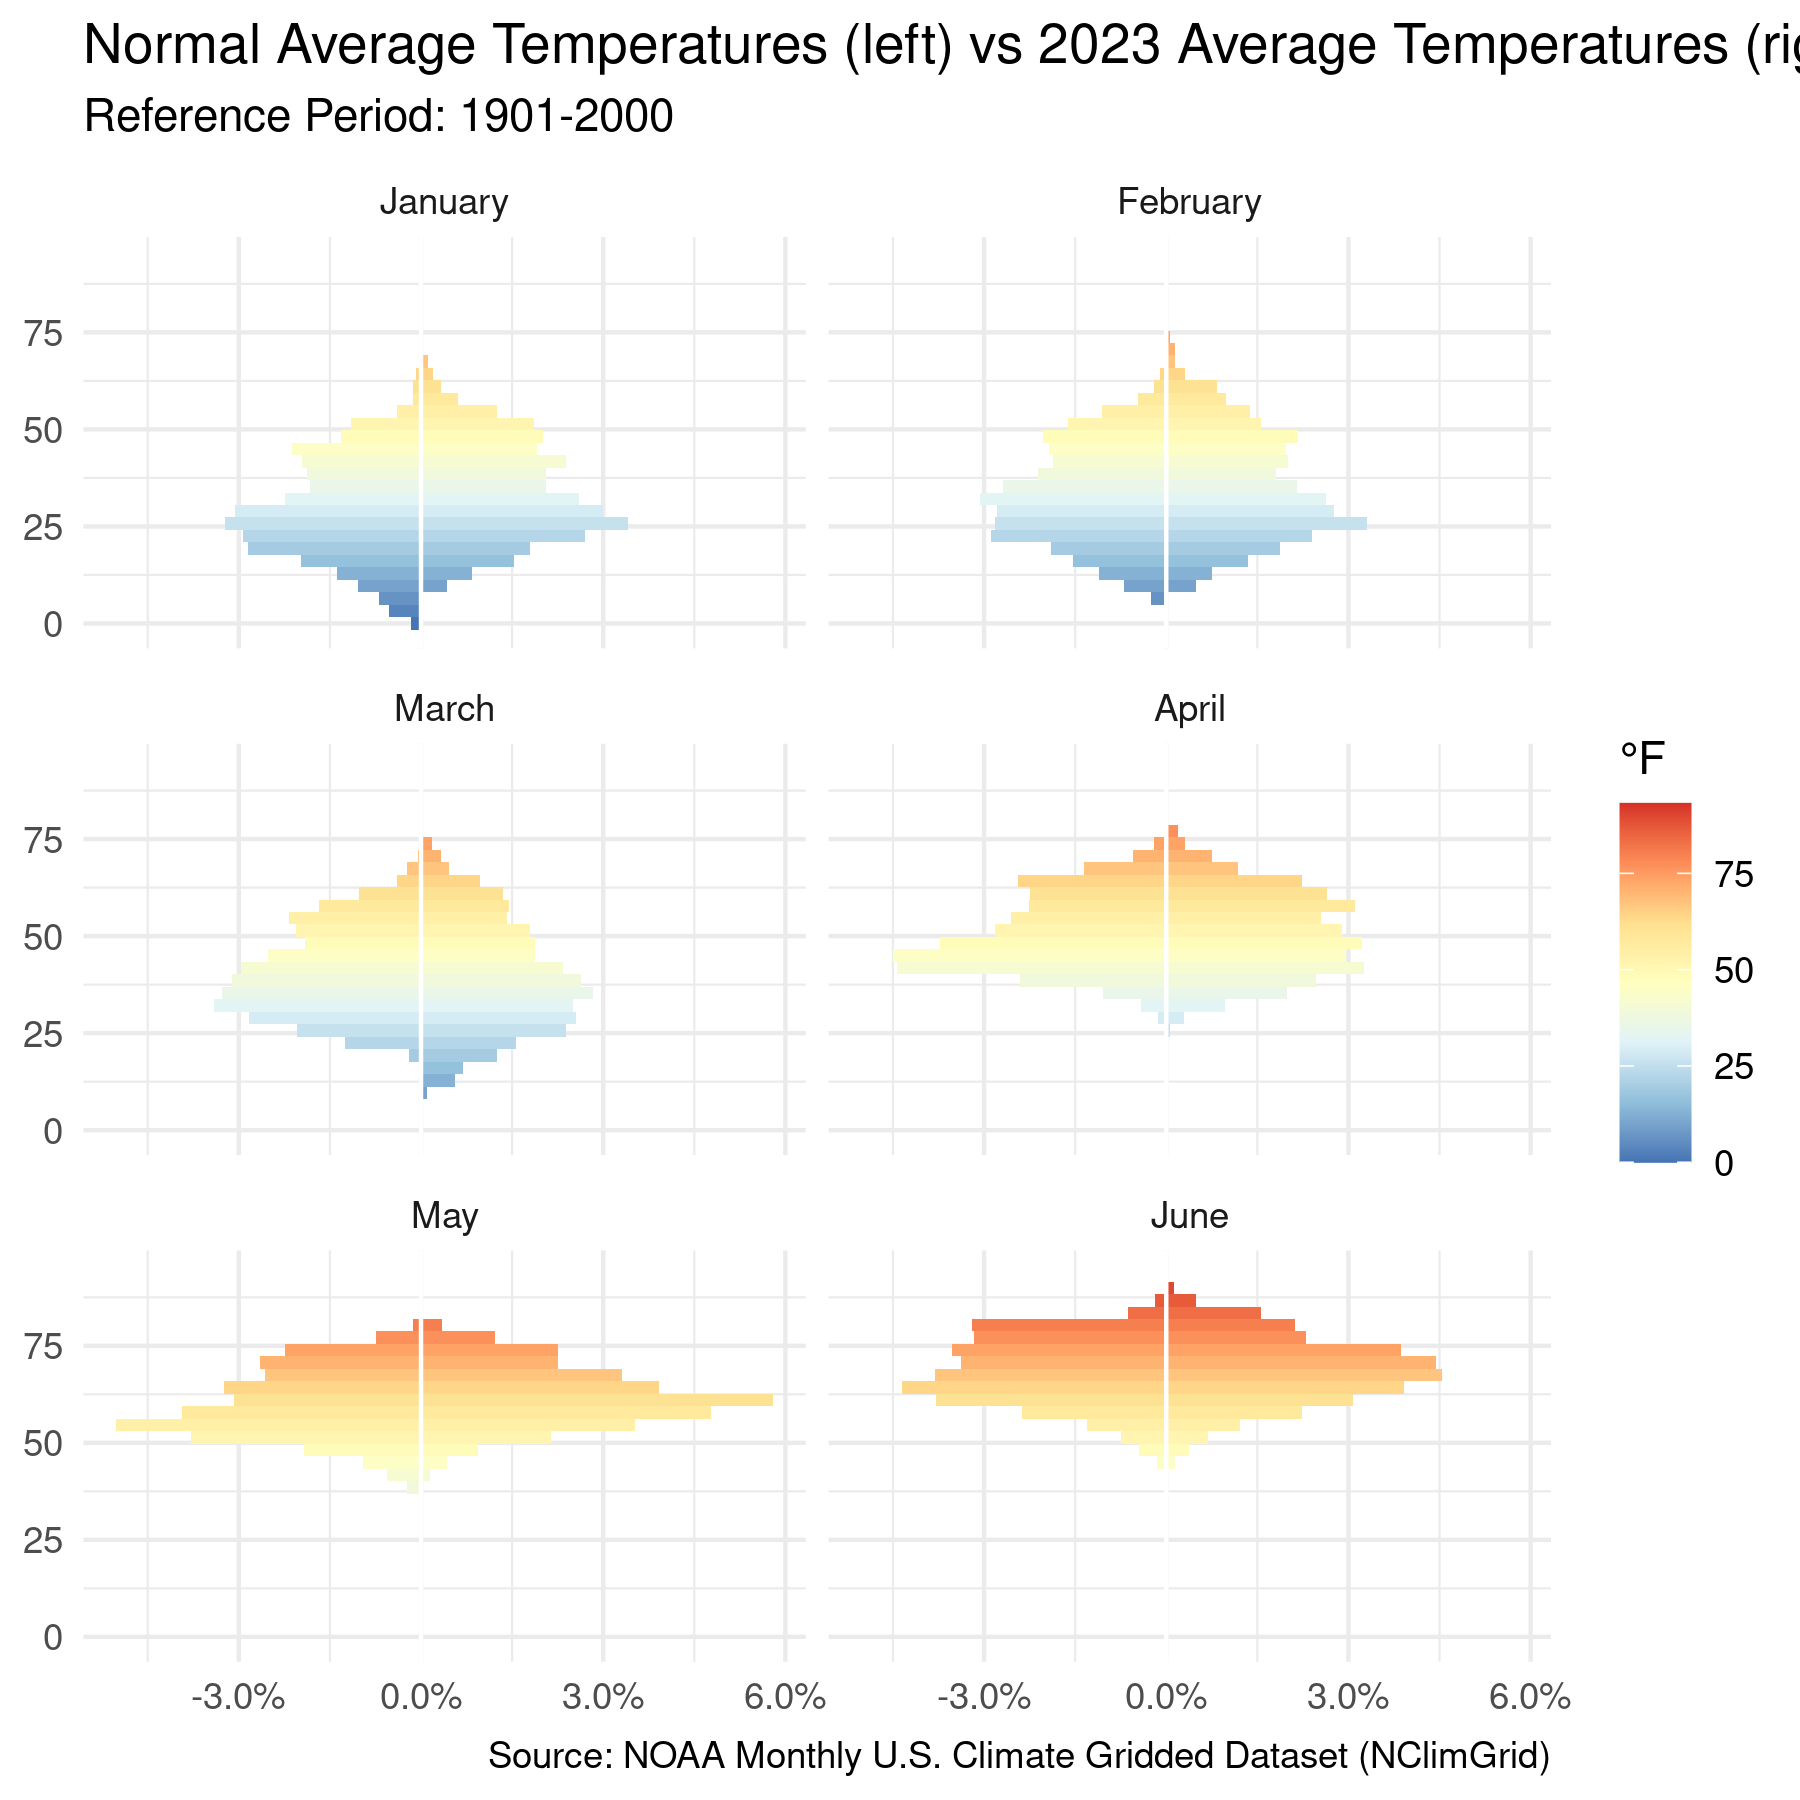 Normal Average Temperatures (left) vs 2023 Average Temperatures
Reference Period: 1901-2000
January
February
75
50
25
0
March
April
75
50
25
0
°F
75
50
25
0
May
June
75
50
25
0
-3.0% 0.0% 3.0% 6.0% -3.0% 0.0% 3.0% 6.0%
Source: NOAA Monthly U.S. Climate Gridded Dataset (NClimGrid)